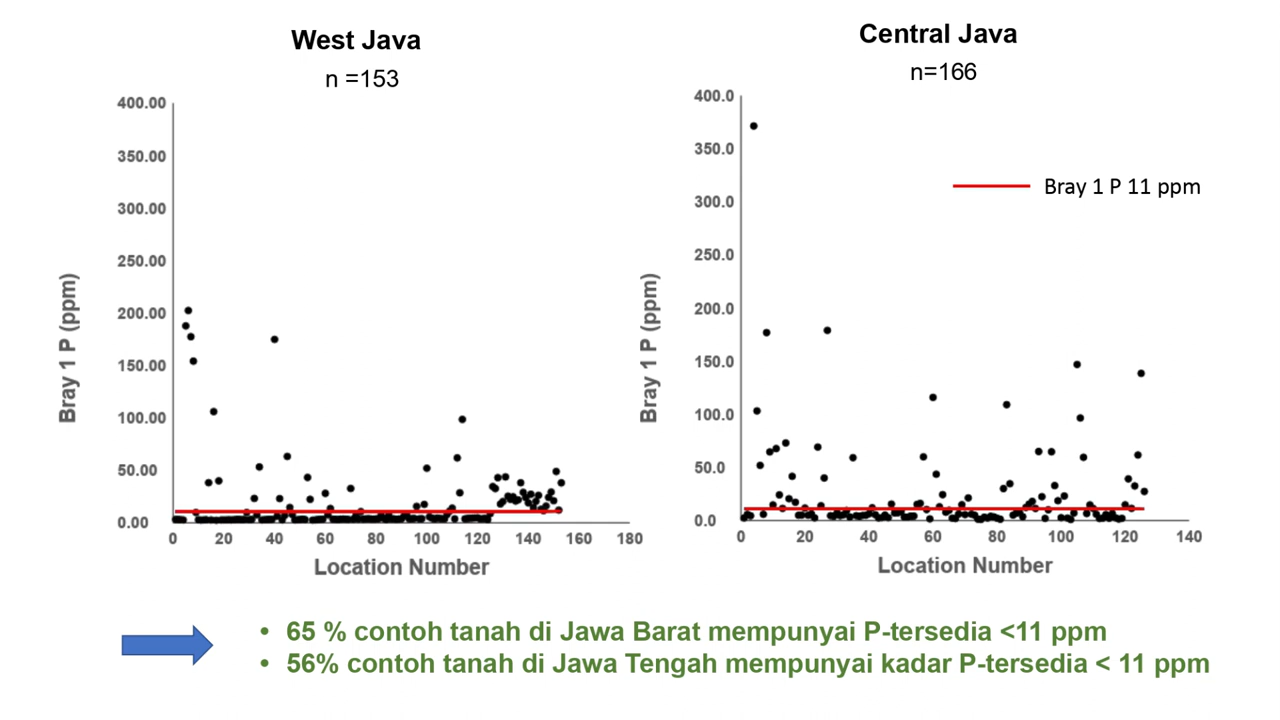 West Java
n =153
400.00
350.00
300.00
250.00
200.00
150.00
100.00
50.00
0.00
Bray 1 P (ppm)
0 20 40 60 80 100 120 140 160 180
Location Number
Central Java
n=166
400.0
350.0
300.0
250.0
200.0
150.0
100.0
50.0
0.0
Bray 1 P (ppm)
0 20 40 60 80 100 120 140
Location Number
Bray 1 P 11 ppm
• 65 % contoh tanah di Jawa Barat mempunyai P-tersedia <11 ppm
• 56% contoh tanah di Jawa Tengah mempunyai kadar P-tersedia < 11 ppm